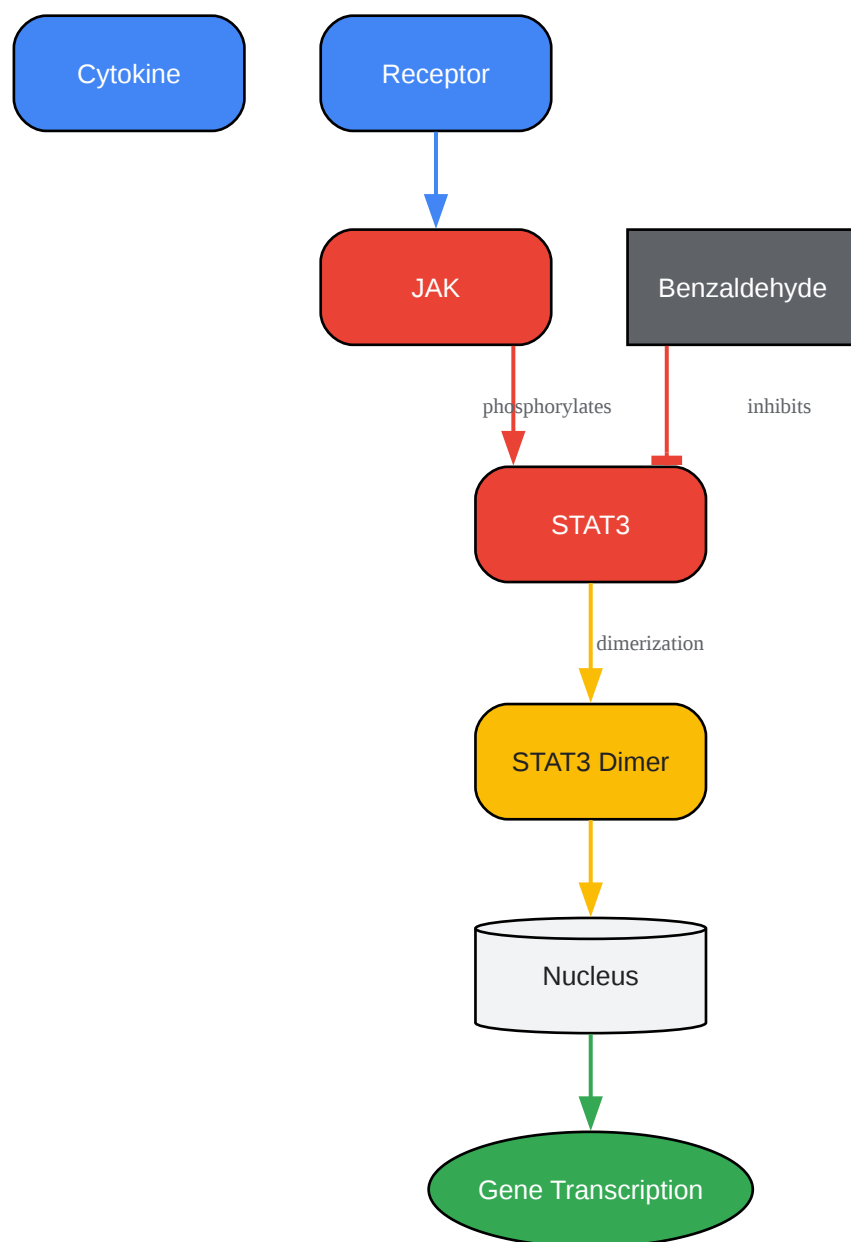 Cytokine
Receptor
JAK
Benzaldehyde
phosphorylates
inhibits
STAT3
dimerization
STAT3 Dimer
Nucleus
Gene Transcription